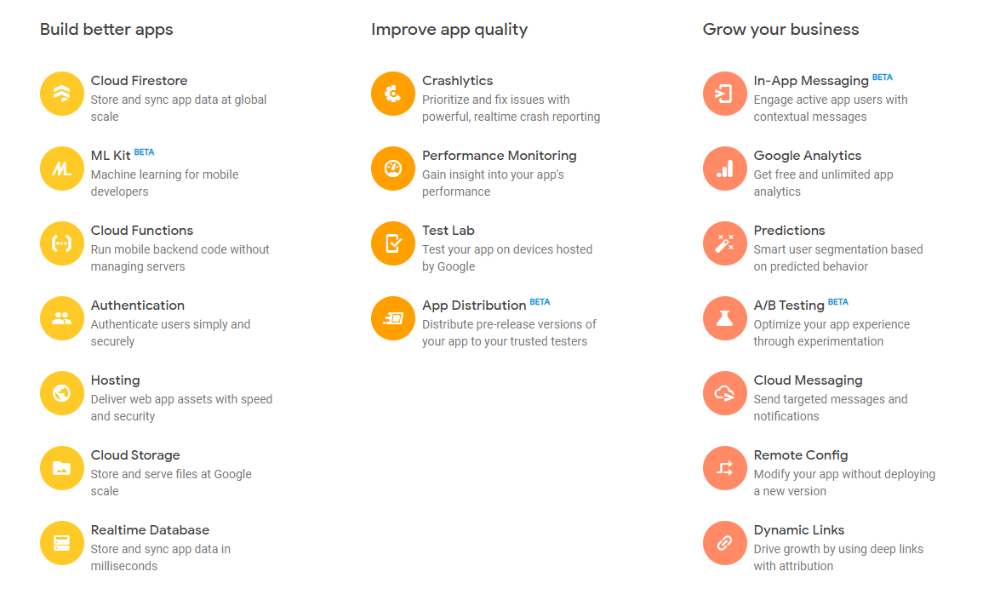 Build better apps
Cloud Firestore
Store and sync app data at global
scale
ML Kit BETA
Machine learning for mobile
developers
Cloud Functions
Run mobile backend code without
managing servers
Authentication
Authenticate users simply and
securely
Hosting
Deliver web app assets with speed
and security
Cloud Storage
Store and serve files at Google
scale
Realtime Database
Store and sync app data in
milliseconds
Improve app quality
Crashlytics
Prioritize and fix issues with
powerful, realtime crash reporting
Performance Monitoring
Gain insight into your app's
performance
Test Lab
Test your app on devices hosted
by Google
App Distribution BETA
Distribute pre-release versions of
your app to your trusted testers
Grow your business
In-App Messaging BETA
Engage active app users with
contextual messages
Google Analytics
Get free and unlimited app
analytics
Predictions
Smart user segmentation based
on predicted behavior
A/B Testing BETA
Optimize your app experience
through experimentation
Cloud Messaging
Send targeted messages and
notifications
Remote Config
Modify your app without deploying
a new version
Dynamic Links
Drive growth by using deep links
with attribution